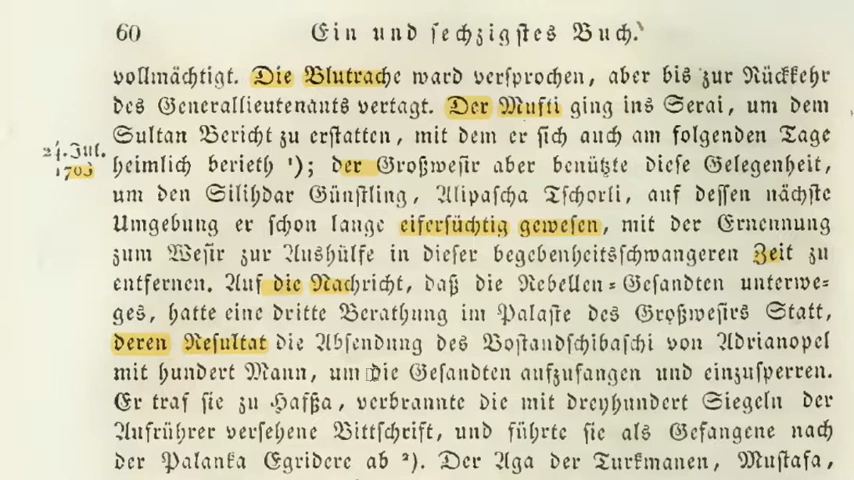 60 Ein und sechzigstes Buch.
vollmächtigt. Die Blutrache ward versprochen, aber bis zur Rückkehr
des Generallieutenants vertagt. Der Mufti ging ins Serai, um dem
Sultan Bericht zu erstatten, mit dem er sich auch am folgenden Tage
24. Jul.
1703
heimlich berieth ¹); der Großwesir aber benützte diese Gelegenheit,
um den Silihdar Günstling, Alipascha Tschorli, auf dessen nächste
Umgebung er schon lange eifersüchtig gewesen, mit der Ernennung
zum Wesir zur Aushülfe in dieser begebenheitsschwangeren Zeit zu
entfernen. Auf die Nachricht, daß die Rebellen=Gesandten unterwe=
ges, hatte eine dritte Berathung im Palaste des Großwesirs Statt,
deren Resultat die Absendung des Bostandschibaschi von Adrianopel
mit hundert Mann, um die Gesandten aufzufangen und einzusperren.
Er traf sie zu Hafßa, verbrannte die mit dreyhundert Siegeln der
Aufrührer versehene Bittschrift, und führte sie als Gefangene nach
der Palanka Egridere ab ²). Der Aga der Turkmanen, Mustafa,